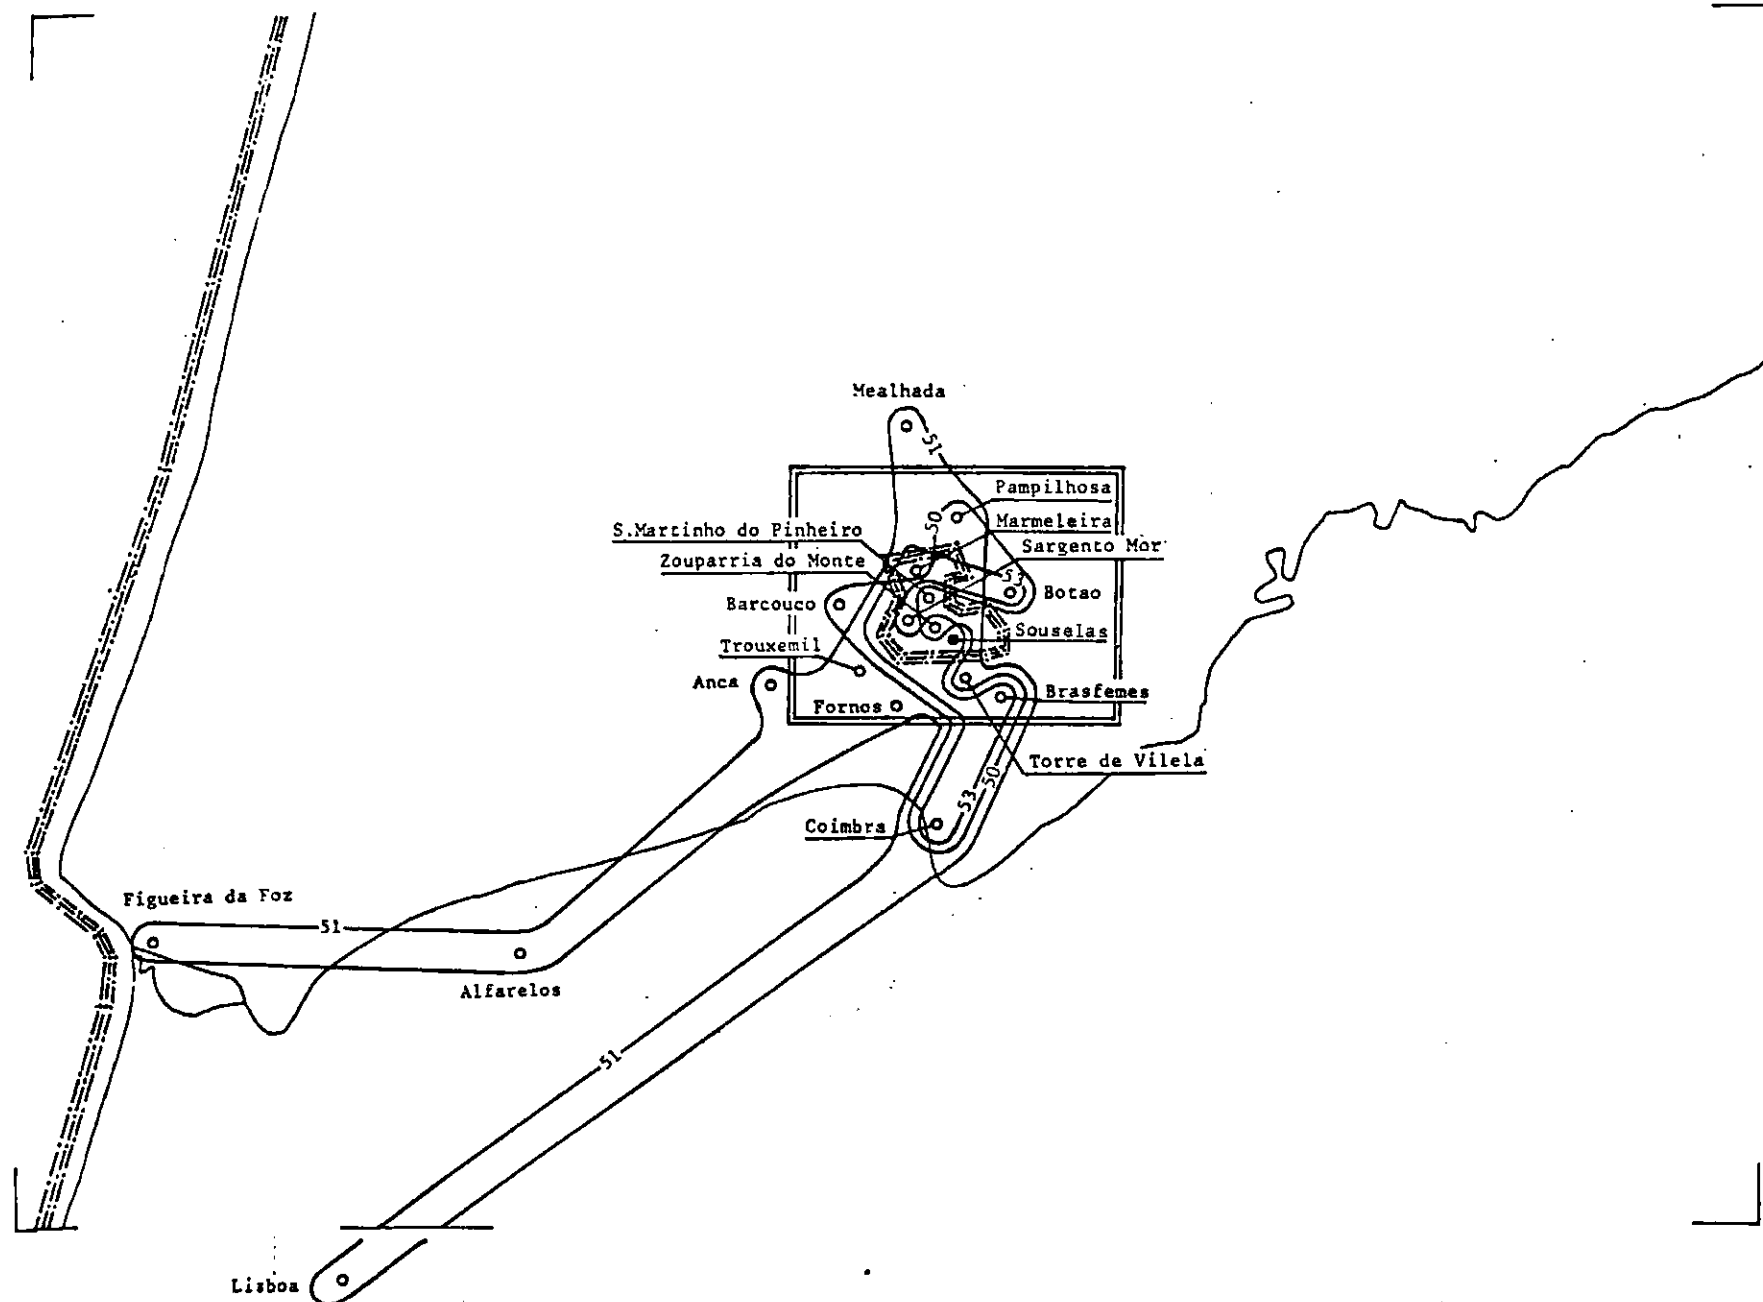 Mealhada
51
Pampilhosa
50
Marmeleira
S.Martinho do Pinheiro
Sargento Mor
Zouparria do Monte
53
Botao
Barcouco
Souselas
Trouxemil
Anca
Brasfemes
Fornos
Torre de Vilela
50
53
Coimbra
Figueira da Foz
51
Alfarelos
51
Lisboa